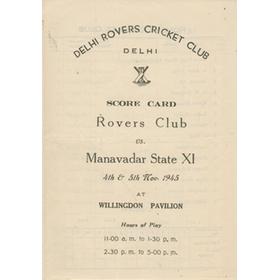 DELHI ROVERS CRICKET CLUB
DELHI
SCORE CARD
Rovers Club
vs.
Manavadar State XI
4th & 5th Nov. 1945
AT
WILLINGDON PAVILION
Hours of Play
11-00 a. m. to 1-30 p. m.
2.30 p. m. to 5-00 p. m.